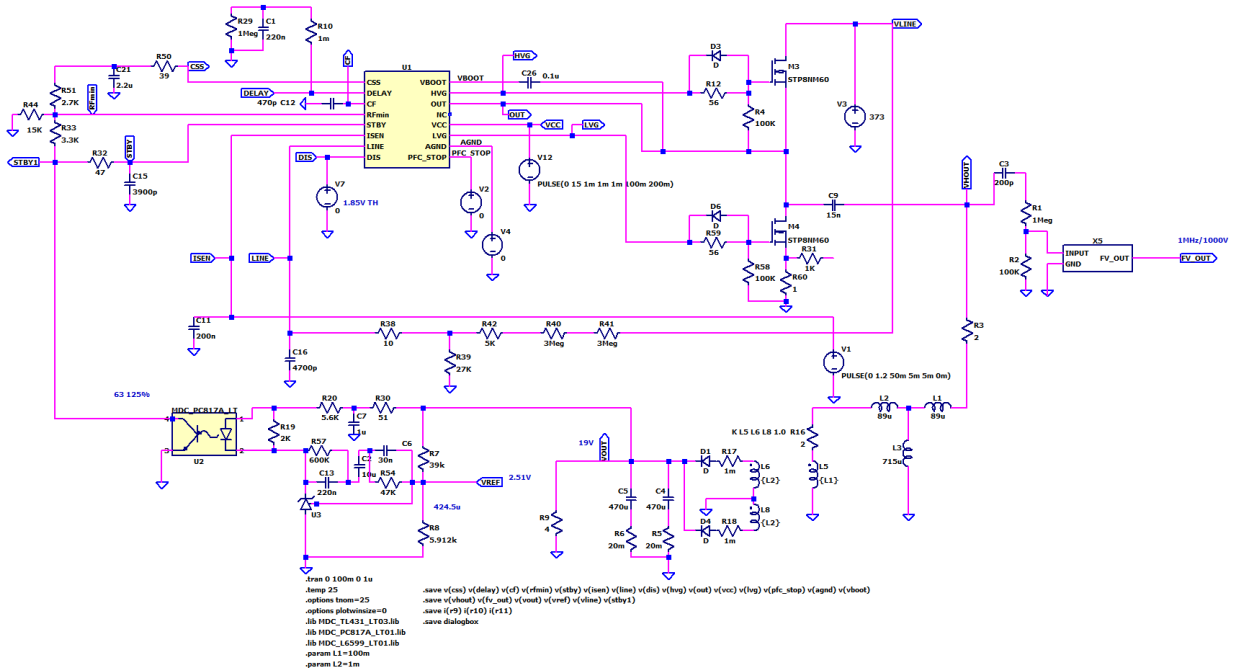 R29
1Meg
C1
220n
R10
1m
VLINE
R50
39
CSS
C21
2.2u
CF
U1
HVG
VBOOT
C26
0.1u
D3
D
M3
STP8NM60
R51
2.7K
RFmin
DELAY
470p
C12
CSS
DELAY
CF
RFmin
STBY
ISEN
LINE
DIS
VBOOT
HVG
OUT
NC
VCC
LVG
AGND
PFC_STOP
R12
56
R4
100K
V3
373
R44
15K
R33
3.3K
OUT
VCC
LVG
STBY
AGND
PFC_STOP
STBY1
R32
47
DIS
V12
PULSE(0 15 1m 1m 1m 100m 200m)
C15
3900p
V7
0
1.85V TH
V2
0
V4
0
VHOUT
C3
200p
C9
15n
D6
D
M4
STP8NM60
R59
56
R31
1K
R58
100K
R60
1
R1
1Meg
R2
100K
X5
INPUT
GND
FV_OUT
1MHz/1000V
FV_OUT
ISEN
LINE
C11
200n
R38
10
R42
5K
R40
3Meg
R41
3Meg
R3
2
C16
4700p
R39
27K
V1
PULSE(0 1.2 50m 5m 5m 0m)
63 125%
MDC_PC817A_LT
4
3
1
2
U2
R20
5.6K
R30
51
C7
1u
R19
2K
R57
600K
C6
30n
C2
10u
R54
47K
C13
220n
U3
R7
39k
VREF
2.51V
424.5u
R8
5.912k
19V
VOUT
K L5 L6 L8 1.0
R16
2
L2
89u
L1
89u
L3
715u
D1
D
R17
1m
L6
{L2}
L5
{L1}
C5
470u
C4
470u
L8
{L2}
D4
D
R18
1m
R9
4
R6
20m
R5
20m
.tran 0 100m 0 1u
.temp 25
.options tnom=25
.options plotwinsize=0
.lib MDC_TL431_LT03.lib
.lib MDC_PC817A_LT01.lib
.lib MDC_L6599_LT01.lib
.param L1=100m
.param L2=1m
.save v(css) v(delay) v(cf) v(rfmin) v(stby) v(isen) v(line) v(dis) v(hvg) v(out) v(vcc) v(lvg) v(pfc_stop) v(agnd) v(vboot)
.save v(vhout) v(fv_out) v(vout) v(vref) v(vline) v(stby1)
.save i(r9) i(r10) i(r11)
.save dialogbox